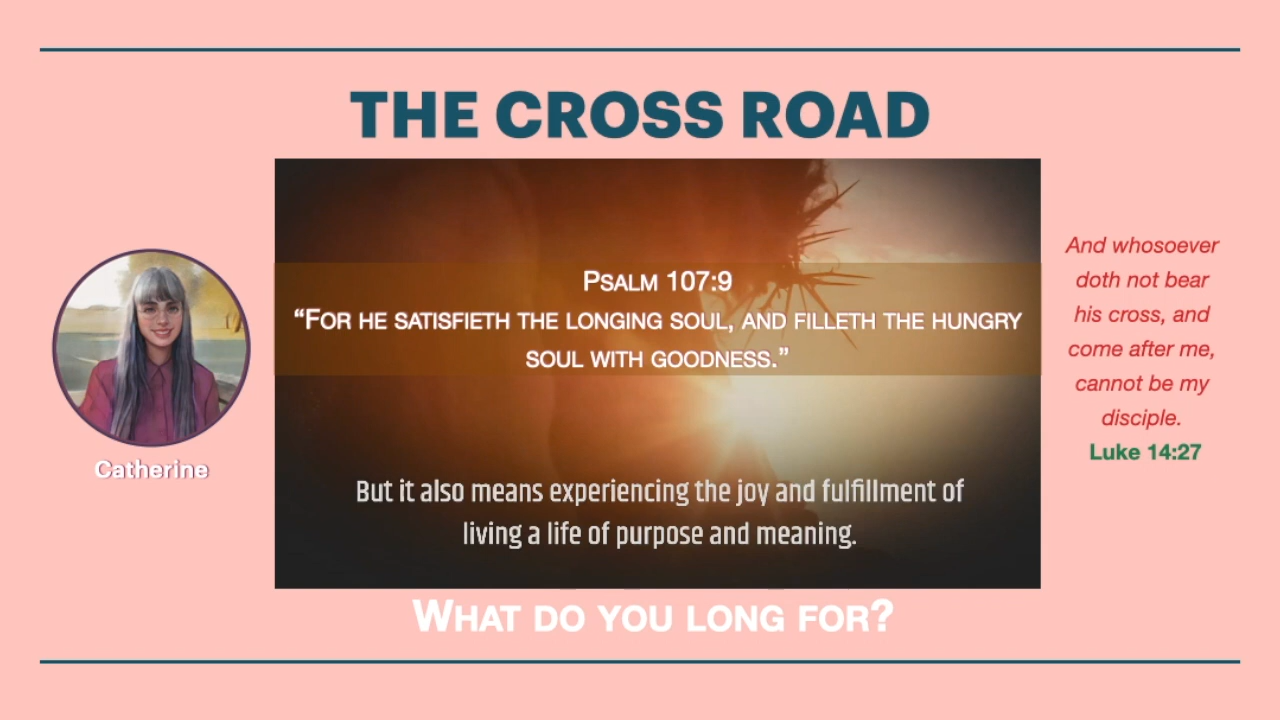 THE CROSS ROAD
PSALM 107:9
“FOR HE SATISFIETH THE LONGING SOUL, AND FILLETH THE HUNGRY
SOUL WITH GOODNESS.”
But it also means experiencing the joy and fulfillment of
living a life of purpose and meaning.
WHAT DO YOU LONG FOR?
Catherine
And whosoever
doth not bear
his cross, and
come after me,
cannot be my
disciple.
Luke 14:27